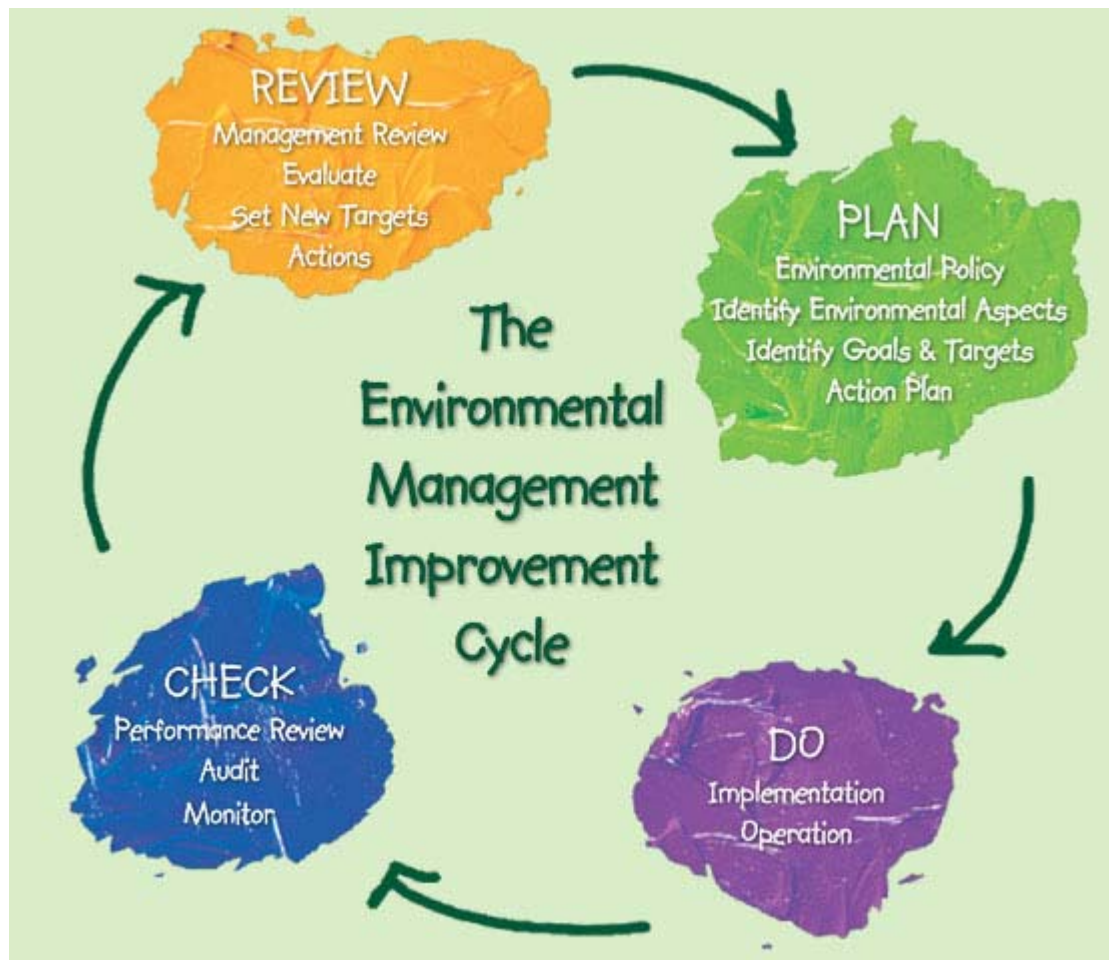 REVIEW
Management Review
Evaluate
Set New Targets
Actions
PLAN
Environmental Policy
Identify Environmental Aspects
Identify Goals & Targets
Action Plan
The
Environmental
Management
Improvement
Cycle
CHECK
Performance Review
Audit
Monitor
DO
Implementation
Operation